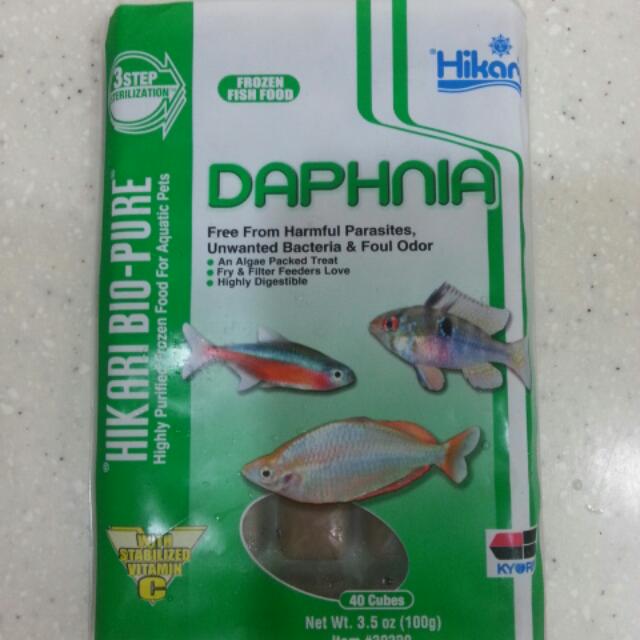 3 STEP
STERILIZATION
FROZEN
FISH FOOD
Hikari
DAPHNIA
Free From Harmful Parasites,
Unwanted Bacteria & Foul Odor
• An Algae Packed Treat
• Fry & Filter Feeders Love
• Highly Digestible
HIKARI BIO-PURE
Highly Purified Frozen Food For Aquatic Pets
WITH
STABILIZED
VITAMIN
C
KYOR
40 Cubes
Net Wt. 3.5 oz (100g)